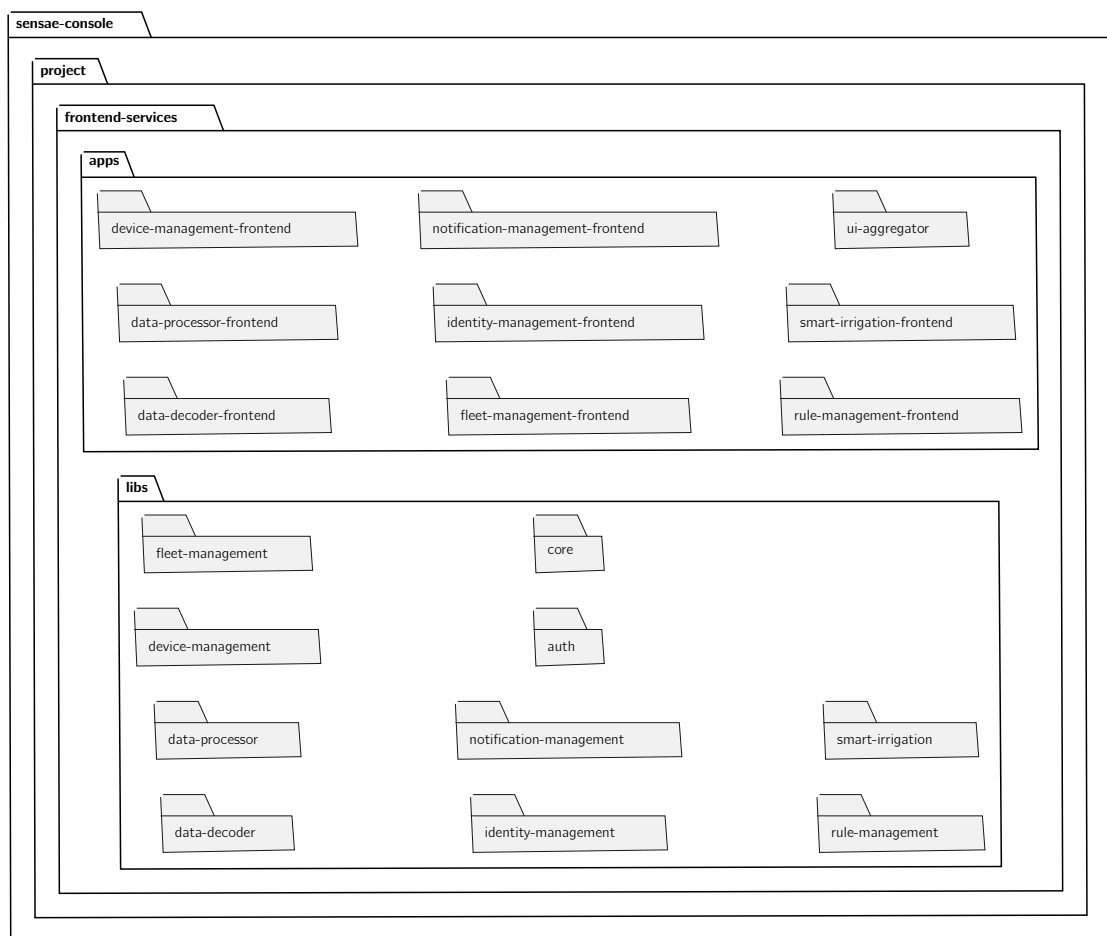 sensae-console
project
frontend-services
apps
device-management-frontend
notification-management-frontend
ui-aggregator
data-processor-frontend
identity-management-frontend
smart-irrigation-frontend
data-decoder-frontend
fleet-management-frontend
rule-management-frontend
libs
fleet-management
core
device-management
auth
data-processor
notification-management
smart-irrigation
data-decoder
identity-management
rule-management